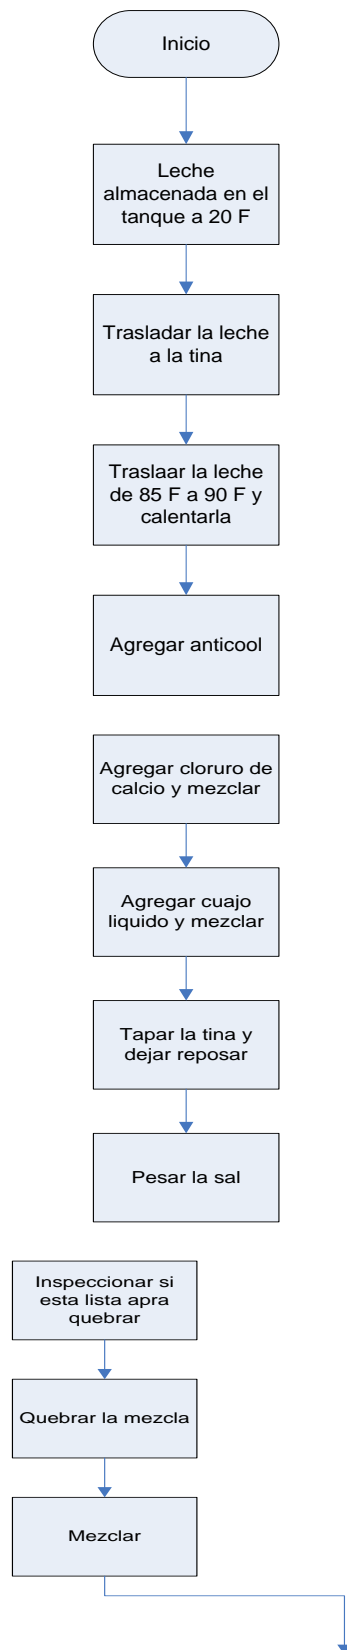 Inicio
Leche
almacenada en el
tanque a 20 F
Trasladar la leche
a la tina
Traslaar la leche
de 85 F a 90 F y
calentarla
Agregar anticool
Agregar cloruro de
calcio y mezclar
Agregar cuajo
liquido y mezclar
Tapar la tina y
dejar reposar
Pesar la sal
Inspeccionar si
esta lista apra
quebrar
Quebrar la mezcla
Mezclar